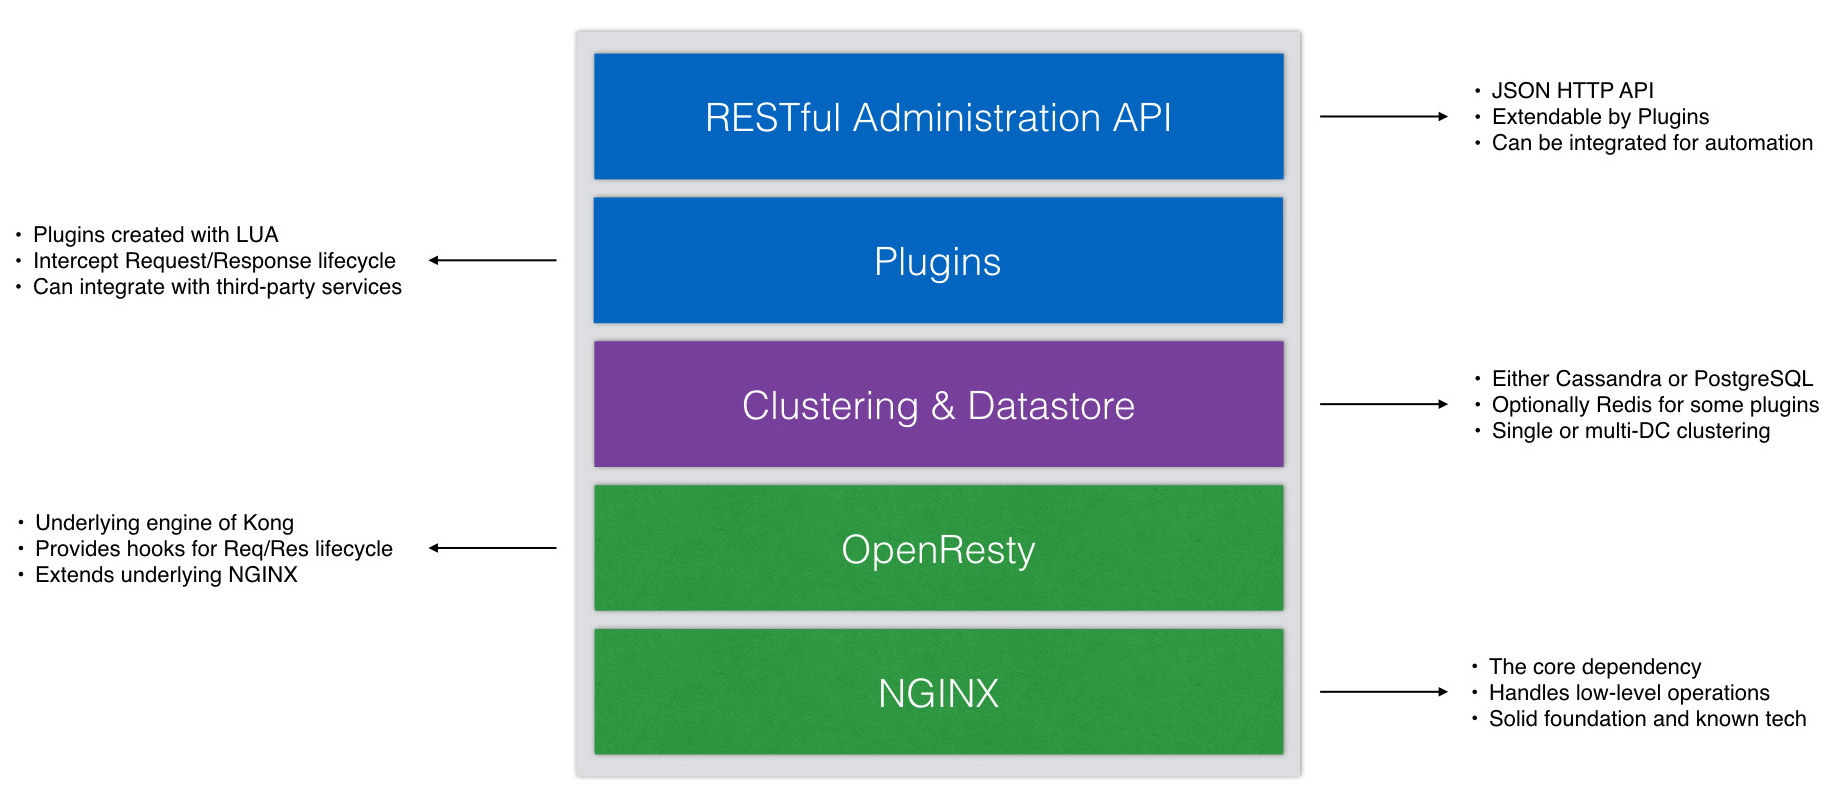 RESTful Administration API
• JSON HTTP API
• Extendable by Plugins
• Can be integrated for automation
• Plugins created with LUA
• Intercept Request/Response lifecycle
• Can integrate with third-party services
Plugins
Clustering & Datastore
• Either Cassandra or PostgreSQL
• Optionally Redis for some plugins
• Single or multi-DC clustering
• Underlying engine of Kong
• Provides hooks for Req/Res lifecycle
• Extends underlying NGINX
OpenResty
NGINX
• The core dependency
• Handles low-level operations
• Solid foundation and known tech